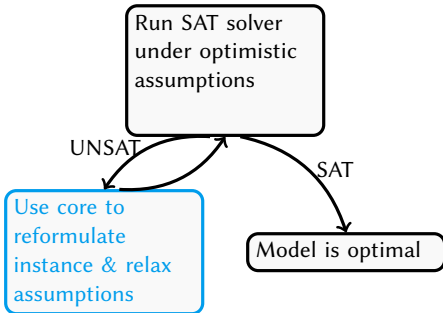 Run SAT solver
under optimistic
assumptions
UNSAT
SAT
Use core to
reformulate
instance & relax
assumptions
Model is optimal